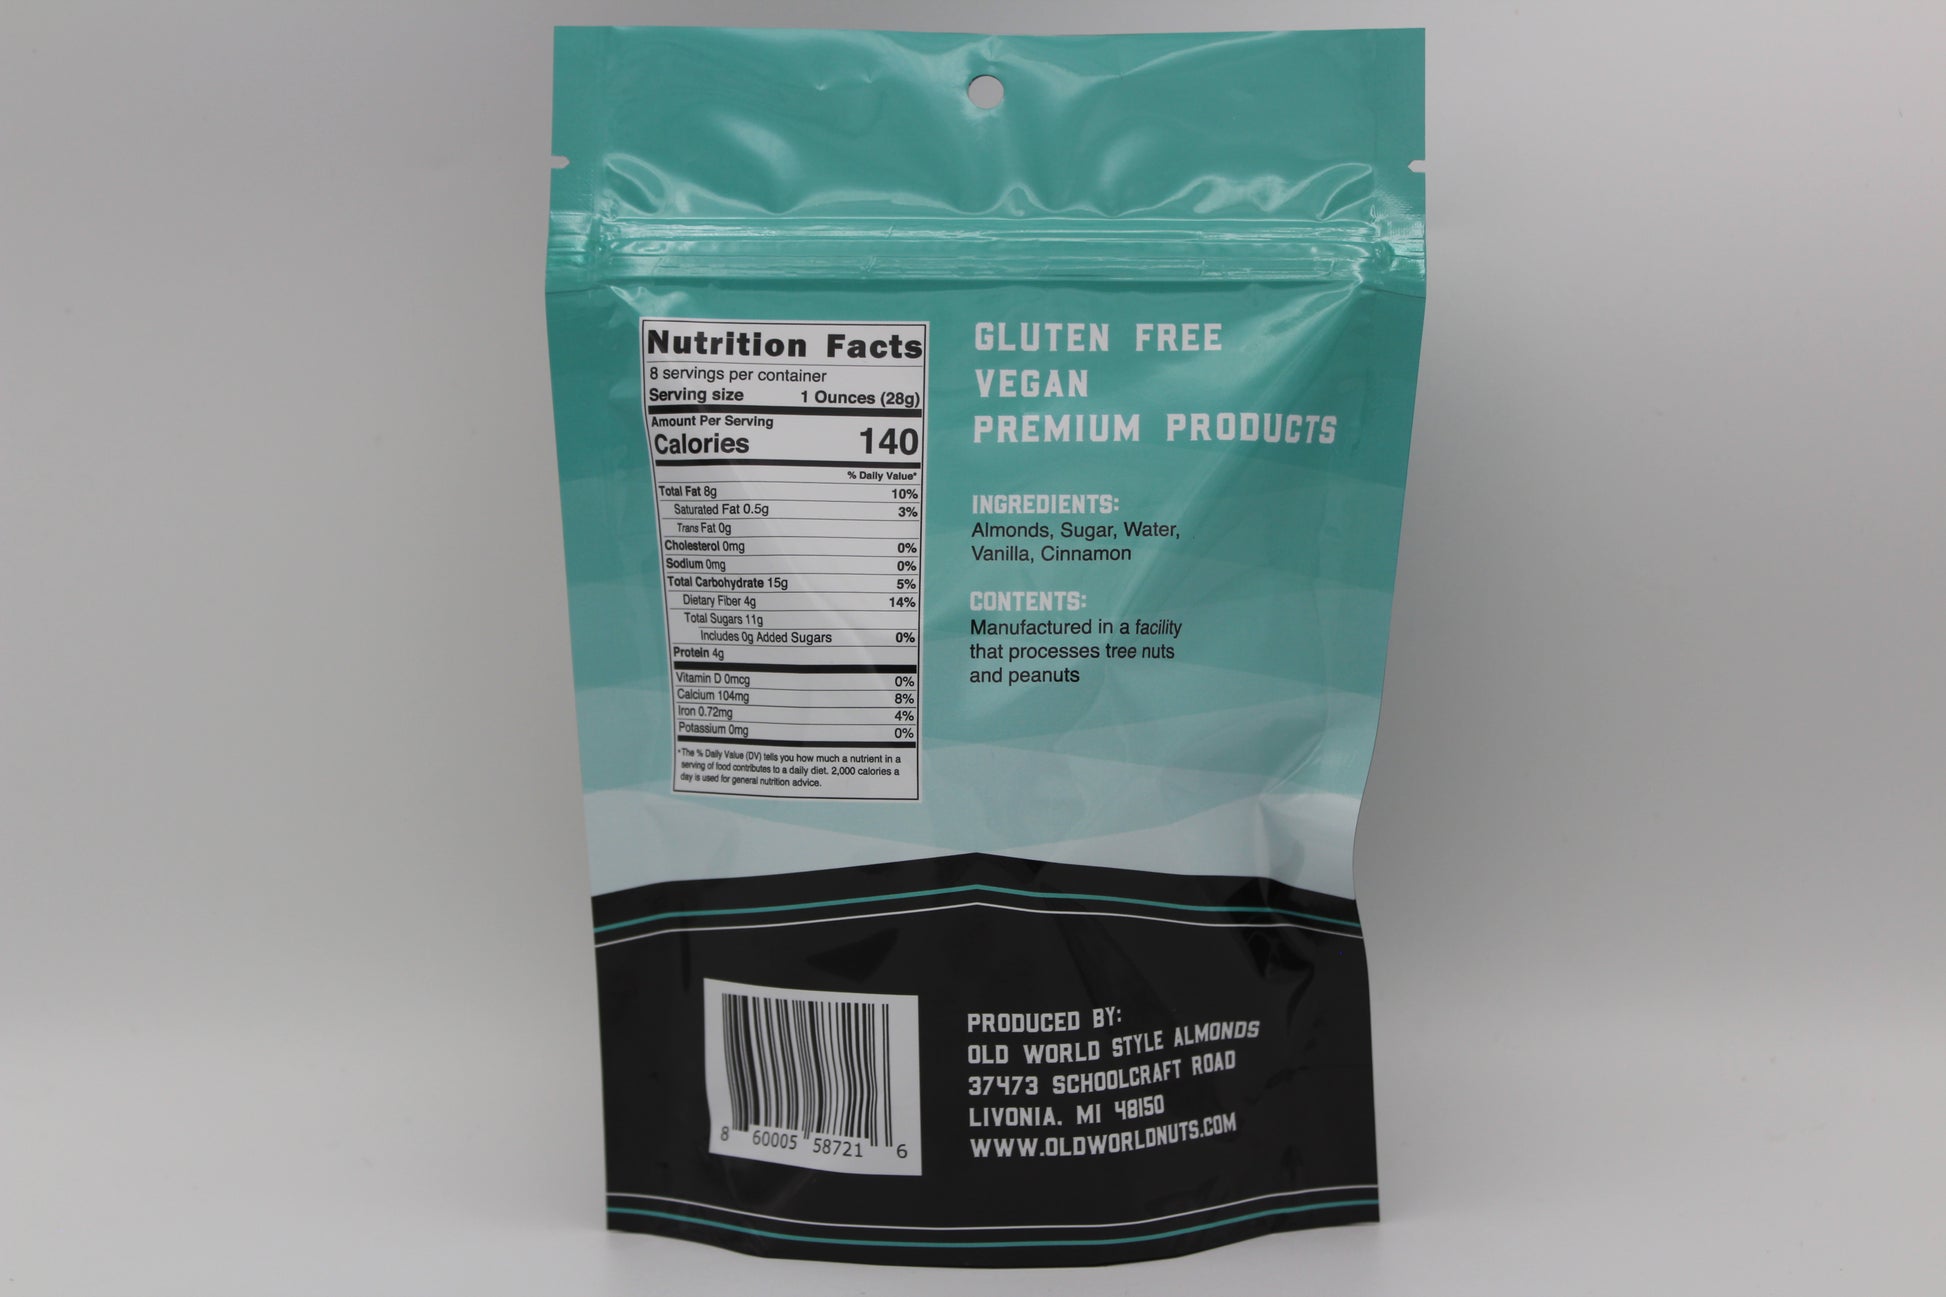 Nutrition Facts
8 servings per container
Serving size 1 Ounces (28g)
Amount Per Serving
Calories 140
% Daily Value*
Total Fat 8g 10%
Saturated Fat 0.5g 3%
Trans Fat 0g
Cholesterol 0mg 0%
Sodium 0mg 0%
Total Carbohydrate 15g 5%
Dietary Fiber 4g 14%
Total Sugars 11g
Includes 0g Added Sugars 0%
Protein 4g
Vitamin D 0mcg 0%
Calcium 104mg 8%
Iron 0.72mg 4%
Potassium 0mg 0%
*The % Daily Value (DV) tells you how much a nutrient in a
serving of food contributes to a daily diet. 2,000 calories a
day is used for general nutrition advice.
GLUTEN FREE
VEGAN
PREMIUM PRODUCTS
INGREDIENTS:
Almonds, Sugar, Water,
Vanilla, Cinnamon
CONTENTS:
Manufactured in a facility
that processes tree nuts
and peanuts
8 60005 58721 6
PRODUCED BY:
OLD WORLD STYLE ALMONDS
37473 SCHOOLCRAFT ROAD
LIVONIA, MI 48150
WWW.OLDWORLDNUTS.COM